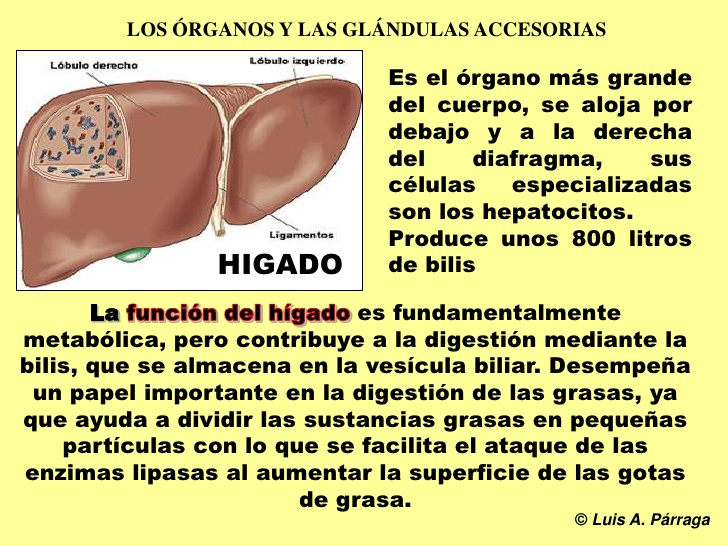 LOS ÓRGANOS Y LAS GLÁNDULAS ACCESORIAS
Lóbulo derecho
Lóbulo izquierdo
Ligamentos
HIGADO
Es el órgano más grande
del cuerpo, se aloja por
debajo y a la derecha
del diafragma, sus
células especializadas
son los hepatocitos.
Produce unos 800 litros
de bilis
La función del hígado es fundamentalmente
metabólica, pero contribuye a la digestión mediante la
bilis, que se almacena en la vesícula biliar. Desempeña
un papel importante en la digestión de las grasas, ya
que ayuda a dividir las sustancias grasas en pequeñas
partículas con lo que se facilita el ataque de las
enzimas lipasas al aumentar la superficie de las gotas
de grasa.
© Luis A. Párraga